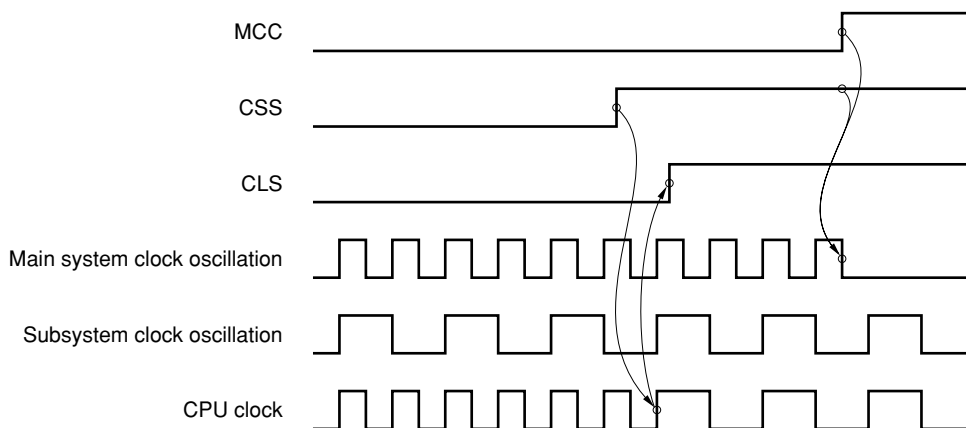 MCC
CSS
CLS
Main system clock oscillation
Subsystem clock oscillation
CPU clock